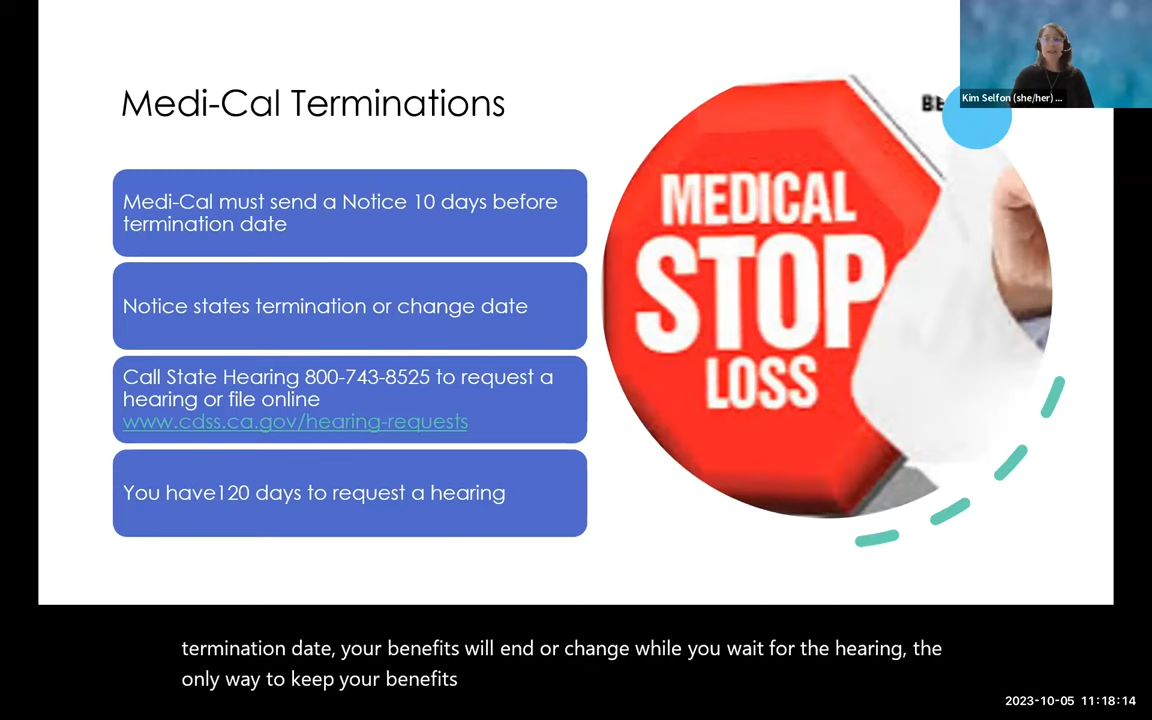 Medi-Cal Terminations
Medi-Cal must send a Notice 10 days before
termination date
Notice states termination or change date
Call State Hearing 800-743-8525 to request a
hearing or file online
www.cdss.ca.gov/hearing-requests
You have120 days to request a hearing
MEDICAL
STOP
LOSS
Kim Selfon (she/her) ...
termination date, your benefits will end or change while you wait for the hearing, the
only way to keep your benefits
2023-10-05 11:18:14